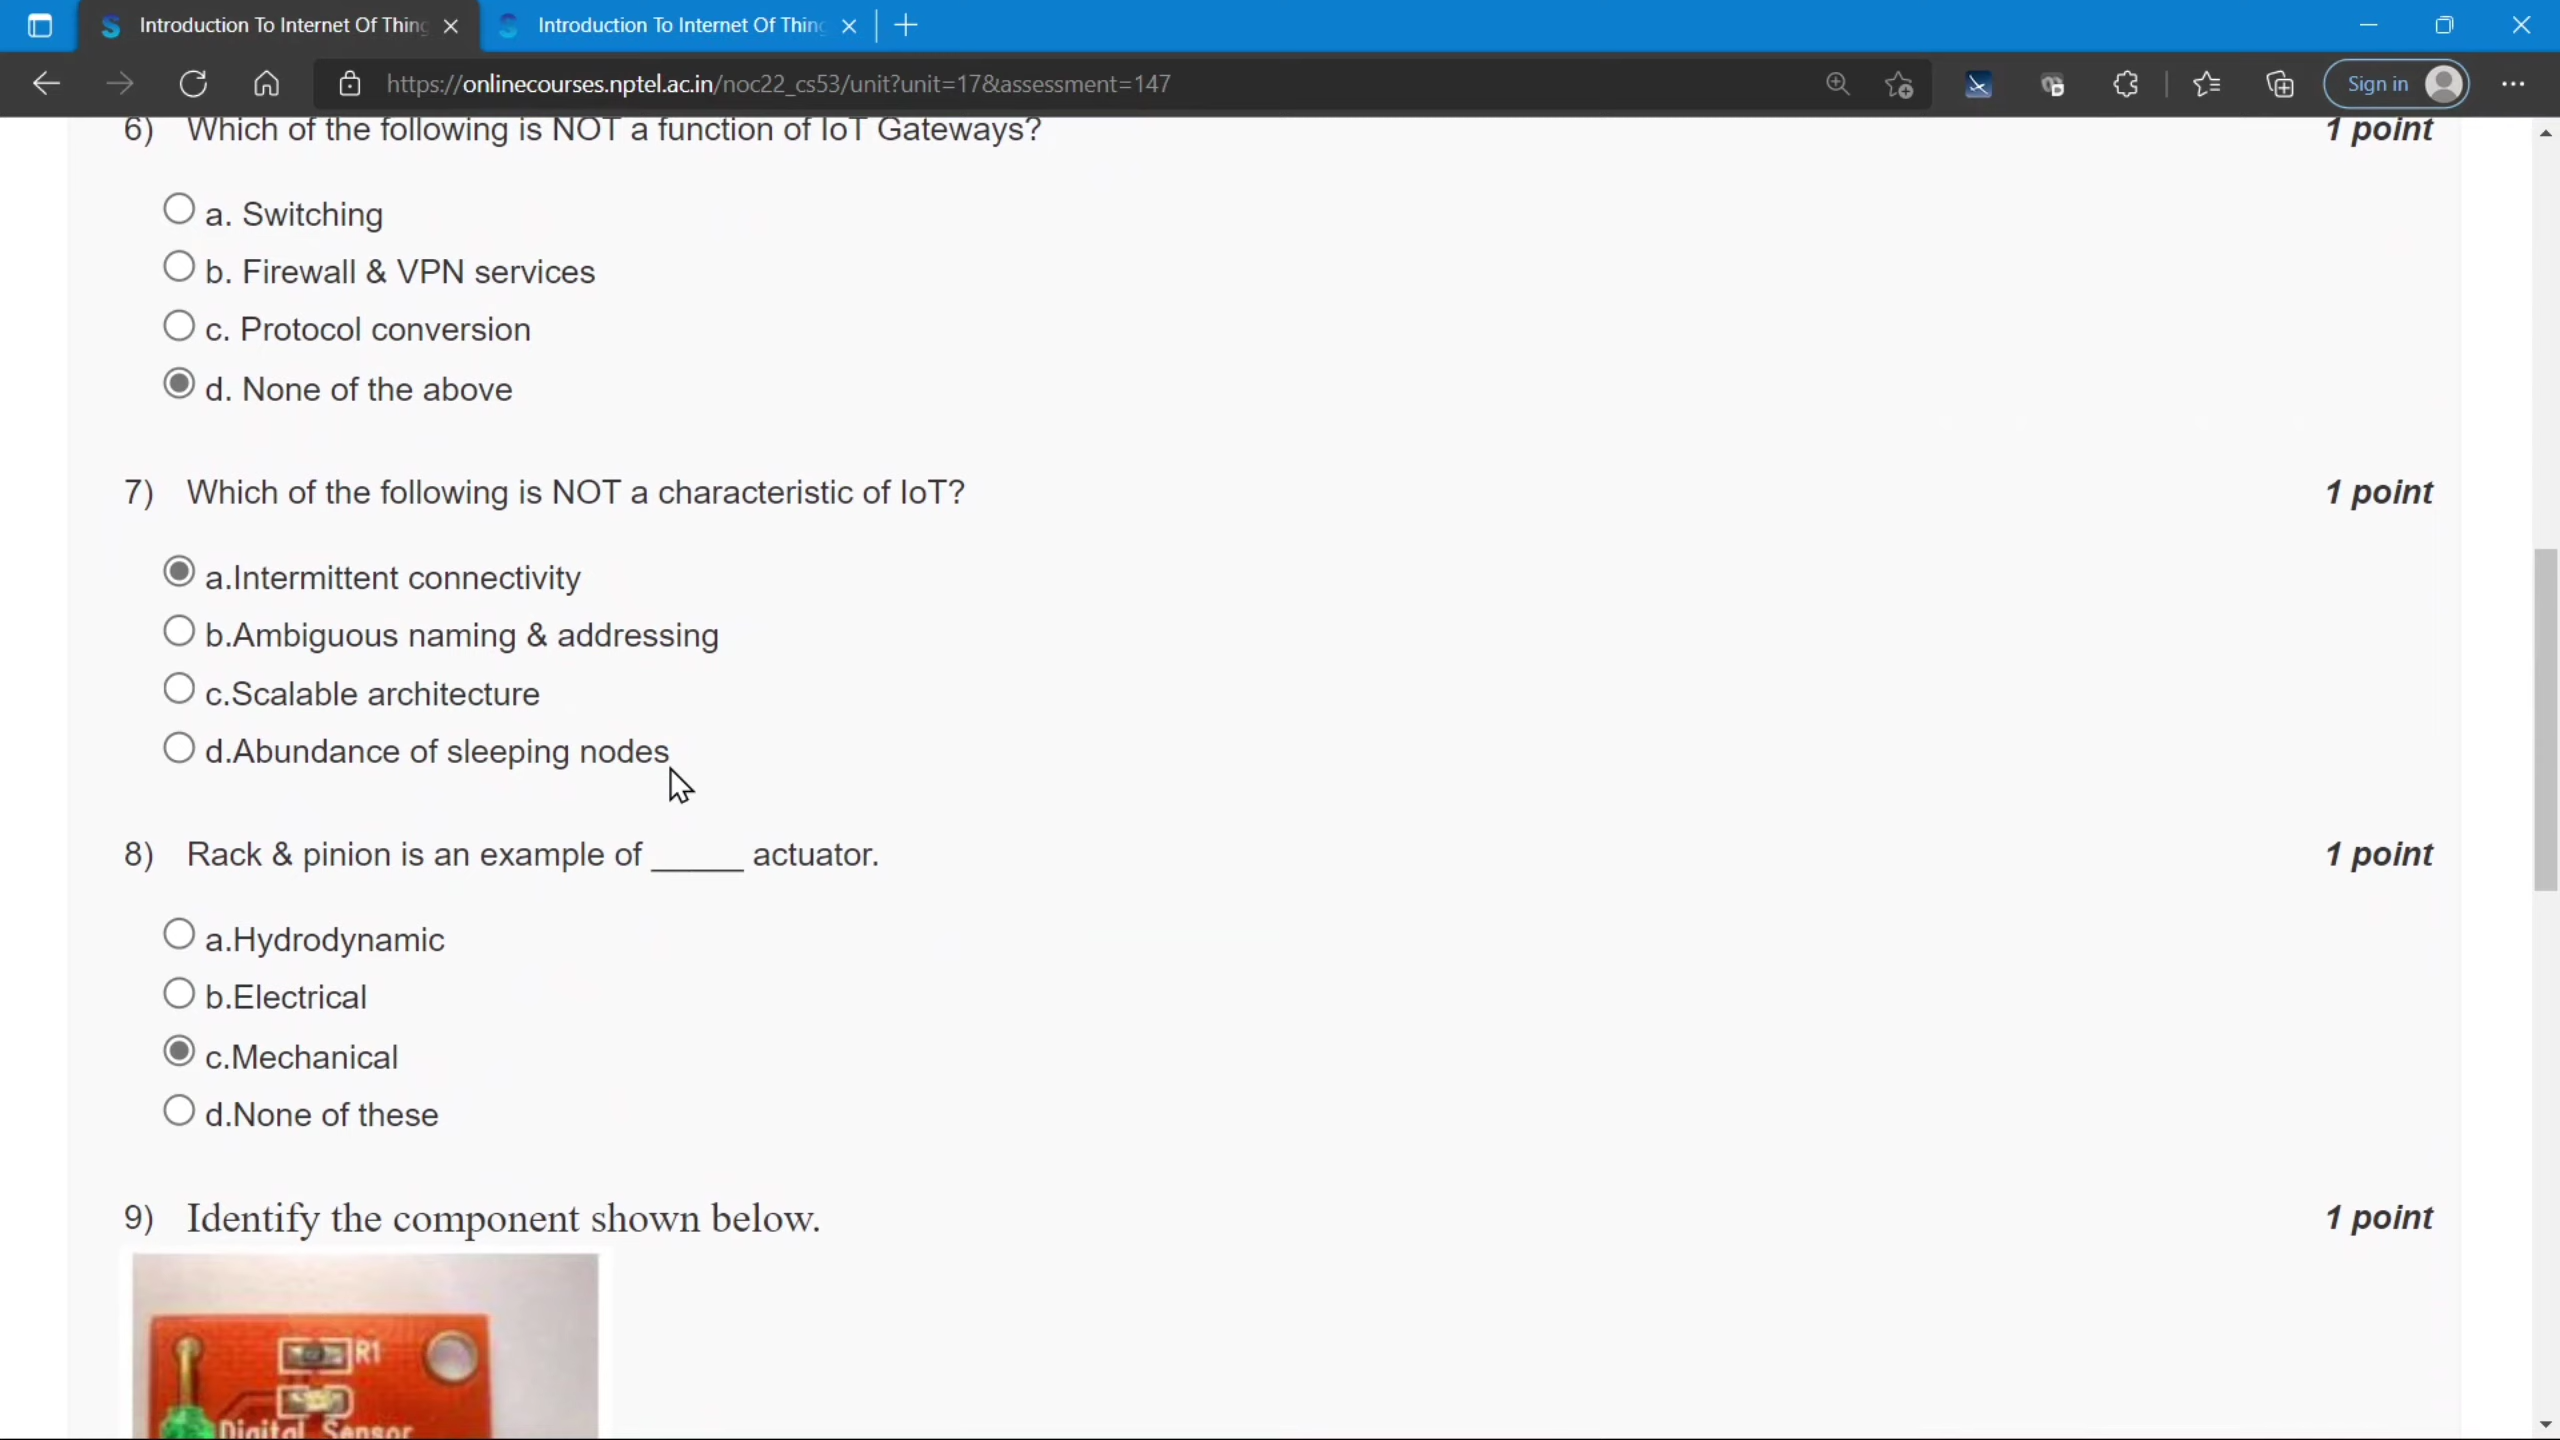 Introduction To Internet Of Thing
Introduction To Internet Of Thing
https://onlinecourses.nptel.ac.in/noc22_cs53/unit?unit=17&assessment=147
Sign in
6) Which of the following is NOT a function of IoT Gateways? 1 point
a. Switching
b. Firewall & VPN services
c. Protocol conversion
d. None of the above
7) Which of the following is NOT a characteristic of IoT? 1 point
a.Intermittent connectivity
b.Ambiguous naming & addressing
c.Scalable architecture
d.Abundance of sleeping nodes
8) Rack & pinion is an example of _____ actuator. 1 point
a.Hydrodynamic
b.Electrical
c.Mechanical
d.None of these
9) Identify the component shown below. 1 point
R1
Digital Sensor